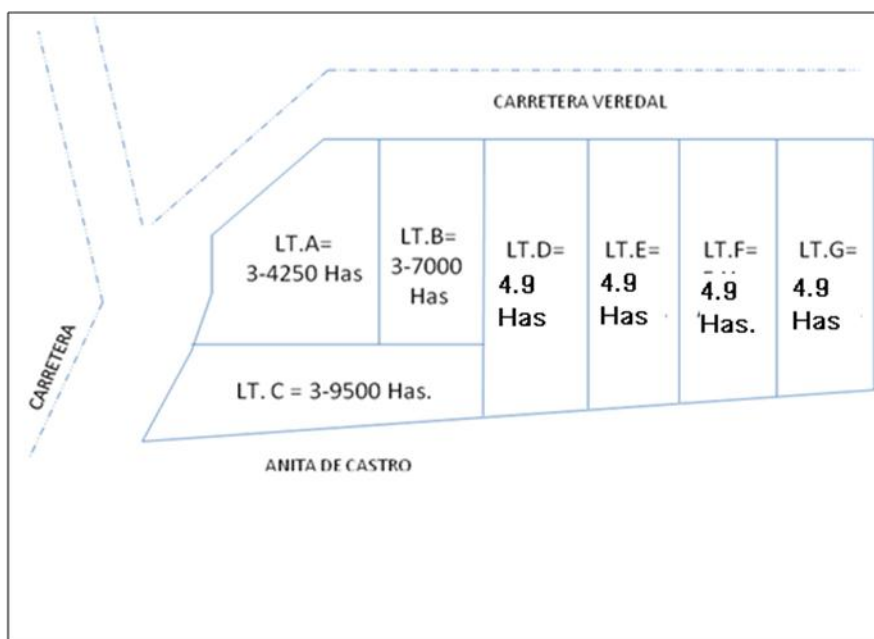 CARRETERA VEREDAL
LT.A=
3-4250 Has
LT.B=
3-7000
Has
LT.D=
4.9
Has
LT.E=
4.9
Has
LT.F=
4.9
Has.
LT.G=
4.9
Has
LT. C = 3-9500 Has.
CARRETERA
ANITA DE CASTRO